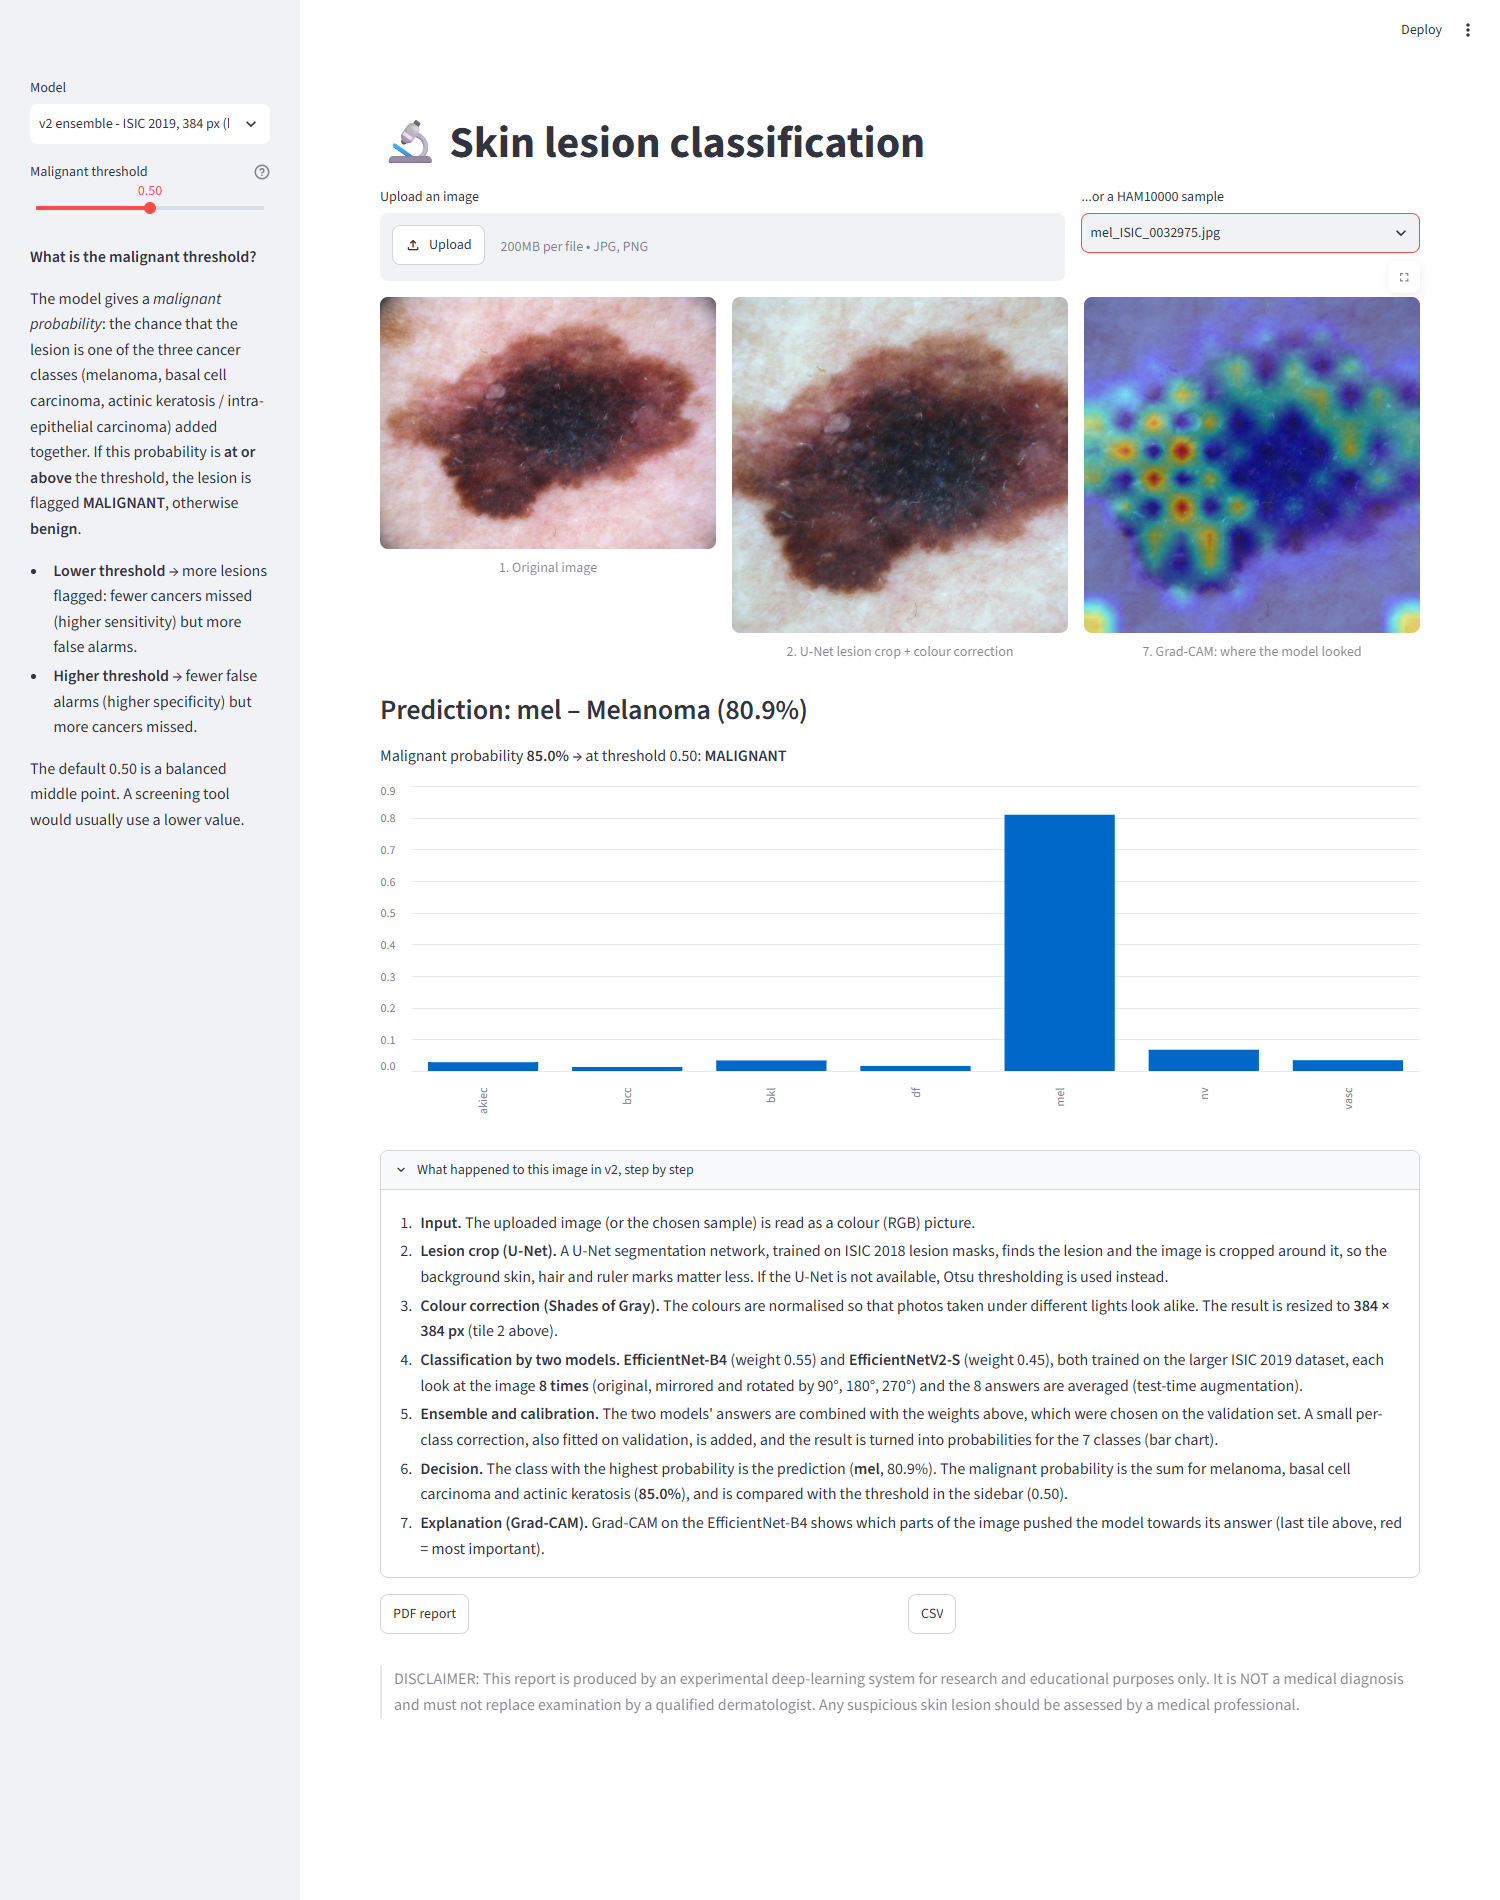 Deploy
Model
v2 ensemble - ISIC 2019, 384 px (
Malignant threshold
0.50
What is the malignant threshold?
The model gives a malignant
probability: the chance that the
lesion is one of the three cancer
classes (melanoma, basal cell
carcinoma, actinic keratosis / intra-
epithelial carcinoma) added
together. If this probability is at or
above the threshold, the lesion is
flagged MALIGNANT, otherwise
benign.
• Lower threshold → more lesions
flagged: fewer cancers missed
(higher sensitivity) but more
false alarms.
• Higher threshold → fewer false
alarms (higher specificity) but
more cancers missed.
The default 0.50 is a balanced
middle point. A screening tool
would usually use a lower value.
Skin lesion classification
Upload an image
Upload
200MB per file • JPG, PNG
...or a HAM10000 sample
mel_ISIC_0032975.jpg
1. Original image
2. U-Net lesion crop + colour correction
7. Grad-CAM: where the model looked
Prediction: mel – Melanoma (80.9%)
Malignant probability 85.0% → at threshold 0.50: MALIGNANT
0.9
0.8
0.7
0.6
0.5
0.4
0.3
0.2
0.1
0.0
akiec
bcc
bkl
df
mel
nv
vasc
What happened to this image in v2, step by step
1. Input. The uploaded image (or the chosen sample) is read as a colour (RGB) picture.
2. Lesion crop (U-Net). A U-Net segmentation network, trained on ISIC 2018 lesion masks, finds the lesion and the image is cropped around it, so the
background skin, hair and ruler marks matter less. If the U-Net is not available, Otsu thresholding is used instead.
3. Colour correction (Shades of Gray). The colours are normalised so that photos taken under different lights look alike. The result is resized to 384 ×
384 px (tile 2 above).
4. Classification by two models. EfficientNet-B4 (weight 0.55) and EfficientNetV2-S (weight 0.45), both trained on the larger ISIC 2019 dataset, each
look at the image 8 times (original, mirrored and rotated by 90°, 180°, 270°) and the 8 answers are averaged (test-time augmentation).
5. Ensemble and calibration. The two models' answers are combined with the weights above, which were chosen on the validation set. A small per-
class correction, also fitted on validation, is added, and the result is turned into probabilities for the 7 classes (bar chart).
6. Decision. The class with the highest probability is the prediction (mel, 80.9%). The malignant probability is the sum for melanoma, basal cell
carcinoma and actinic keratosis (85.0%), and is compared with the threshold in the sidebar (0.50).
7. Explanation (Grad-CAM). Grad-CAM on the EfficientNet-B4 shows which parts of the image pushed the model towards its answer (last tile above, red
= most important).
PDF report
CSV
DISCLAIMER: This report is produced by an experimental deep-learning system for research and educational purposes only. It is NOT a medical diagnosis
and must not replace examination by a qualified dermatologist. Any suspicious skin lesion should be assessed by a medical professional.